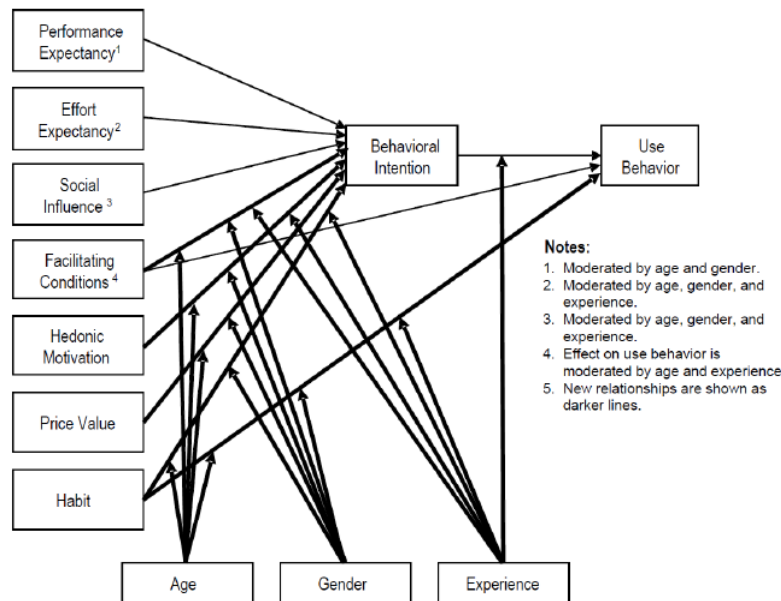 Performance
Expectancy1
Effort
Expectancy2
Social
Influence 3
Facilitating
Conditions 4
Hedonic
Motivation
Price Value
Habit
Behavioral
Intention
Use
Behavior
Notes:
1. Moderated by age and gender.
2. Moderated by age, gender, and
experience.
3. Moderated by age, gender, and
experience.
4. Effect on use behavior is
moderated by age and experience
5. New relationships are shown as
darker lines.
Age
Gender
Experience